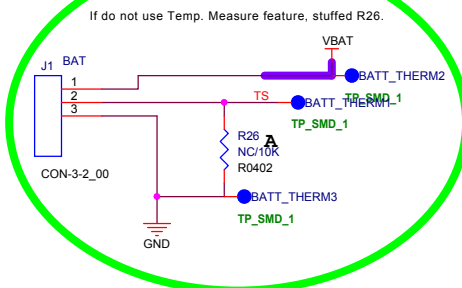 If do not use Temp. Measure feature, stuffed R26.
VBAT
J1 BAT
BATT_THERM2
TP_SMD_1
1
2
3
TS
BATT_THERM1
TP_SMD_1
R26 A
NC/10K
R0402
CON-3-2_00
BATT_THERM3
TP_SMD_1
GND